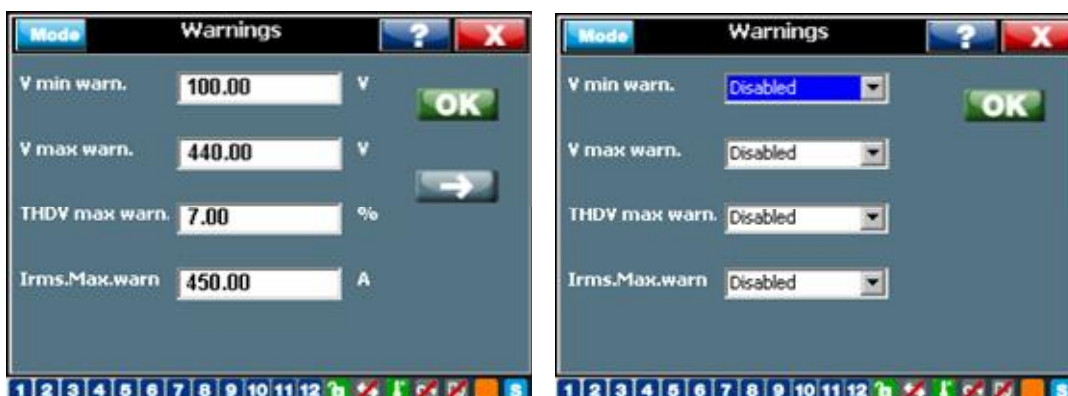 Mode Warnings ? X
V min warn. 100.00 V OK
V max warn. 440.00 V
THDV max warn. 7.00 %
Irms.Max.warn 450.00 A
1 2 3 4 5 6 7 8 9 10 11 12 S
Mode Warnings ? X
V min warn. Disabled OK
V max warn. Disabled
THDV max warn. Disabled
Irms.Max.warn Disabled
1 2 3 4 5 6 7 8 9 10 11 12 S